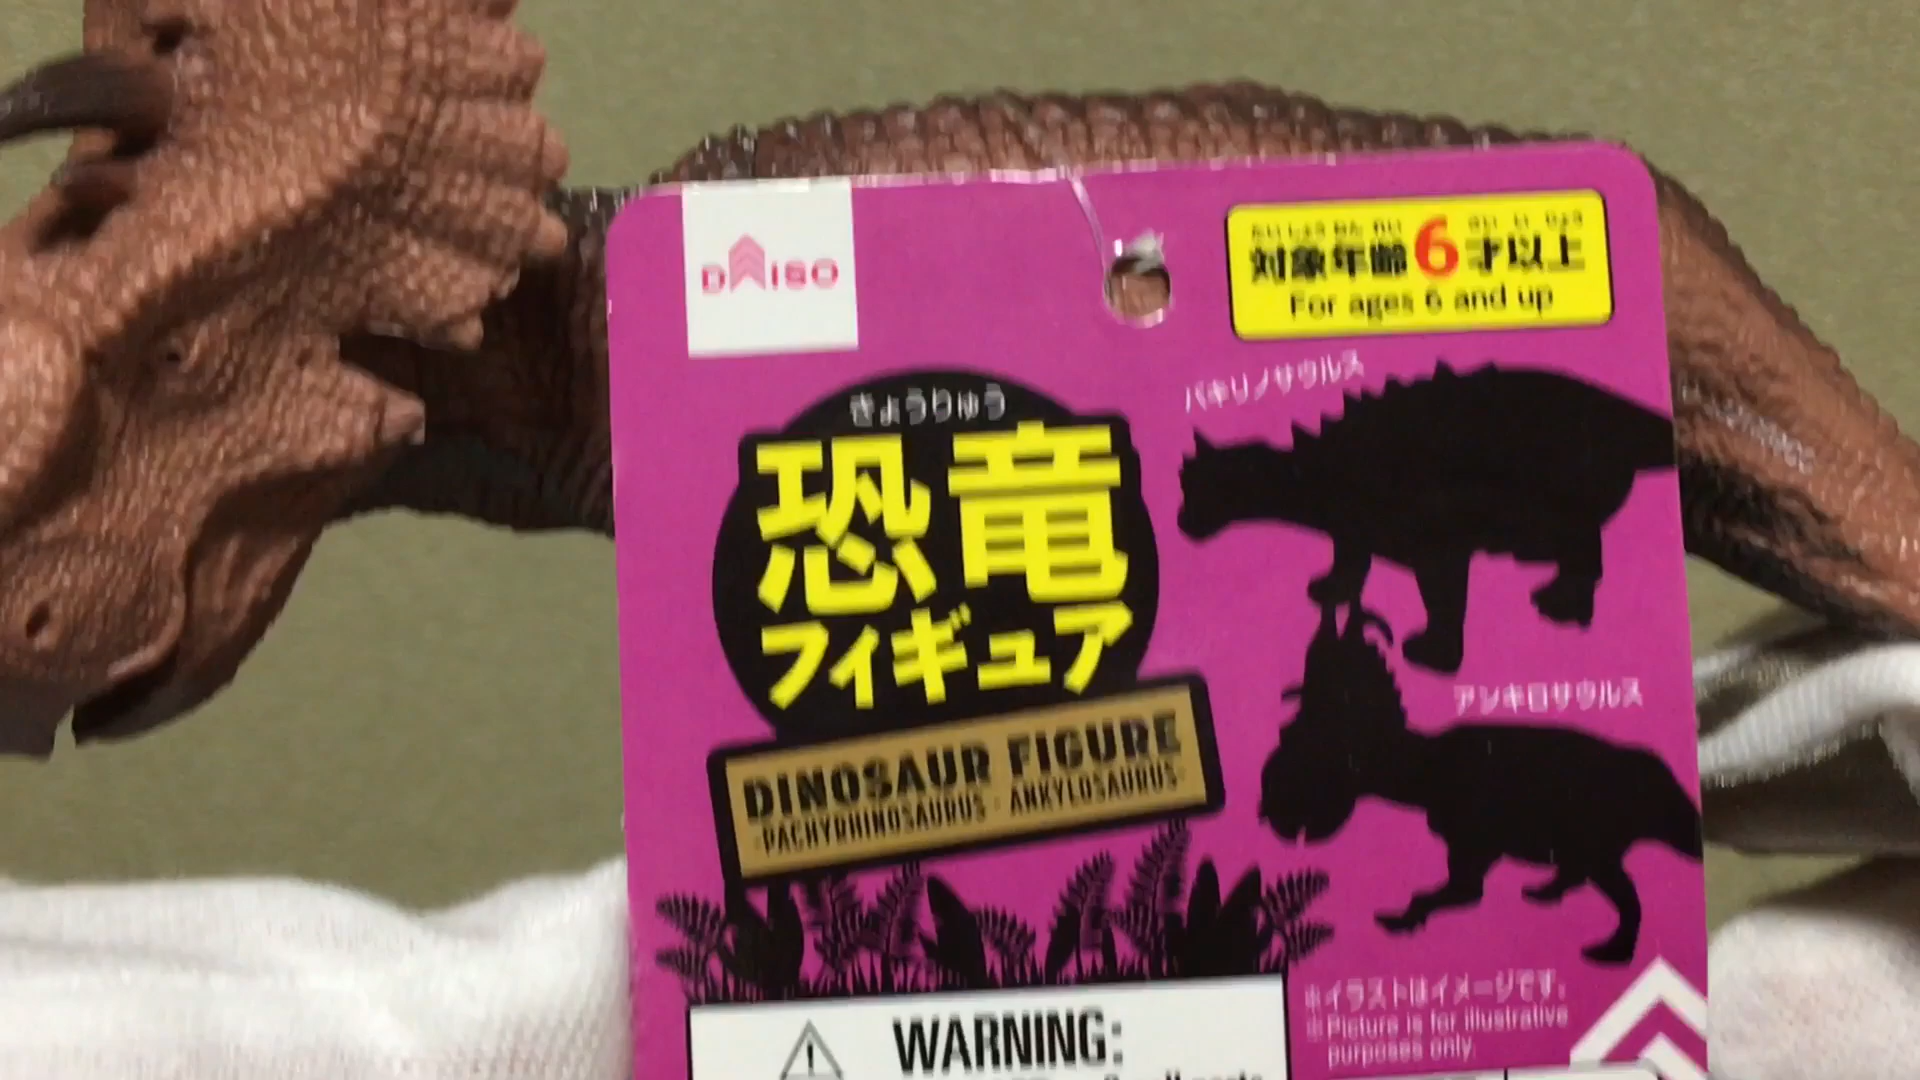 DAISO
たいしょうねんれい さいいじょう
対象年齢6才以上
For ages 6 and up
パキリノサウルス
きょうりゅう
恐竜
フィギュア
アンキロサウルス
DINOSAUR FIGURE
-PACHYRHINOSAURUS・ANKYLOSAURUS-
※イラストはイメージです。
※Picture is for illustrative
purposes only.
WARNING: